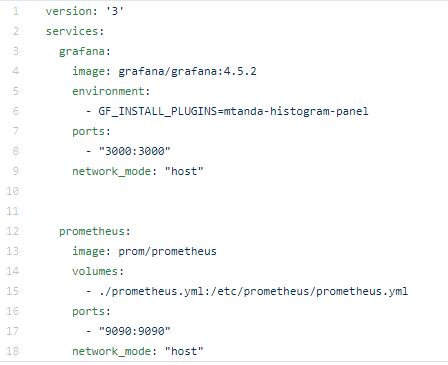 1 version: '3'
2 services:
3   grafana:
4     image: grafana/grafana:4.5.2
5     environment:
6       - GF_INSTALL_PLUGINS=mtanda-histogram-panel
7     ports:
8       - "3000:3000"
9     network_mode: "host"
10
11
12   prometheus:
13     image: prom/prometheus
14     volumes:
15       - ./prometheus.yml:/etc/prometheus/prometheus.yml
16     ports:
17       - "9090:9090"
18     network_mode: "host"